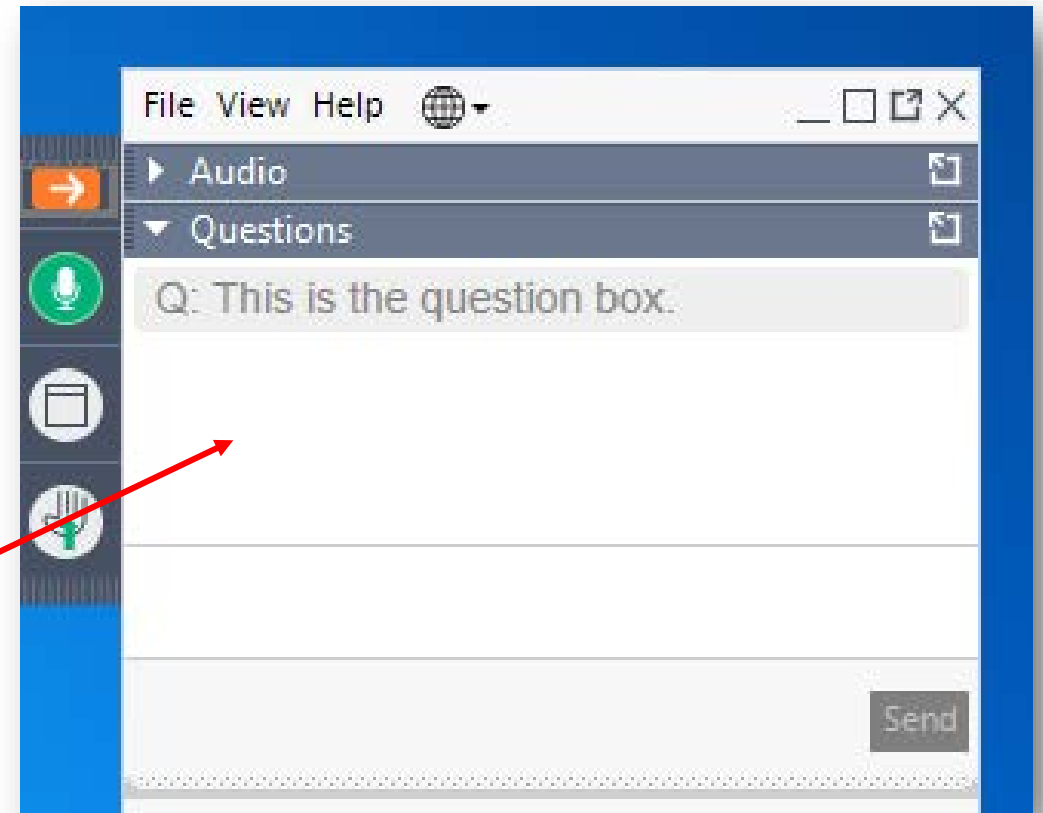 File View Help
Audio
Questions
Q: This is the question box.
Send